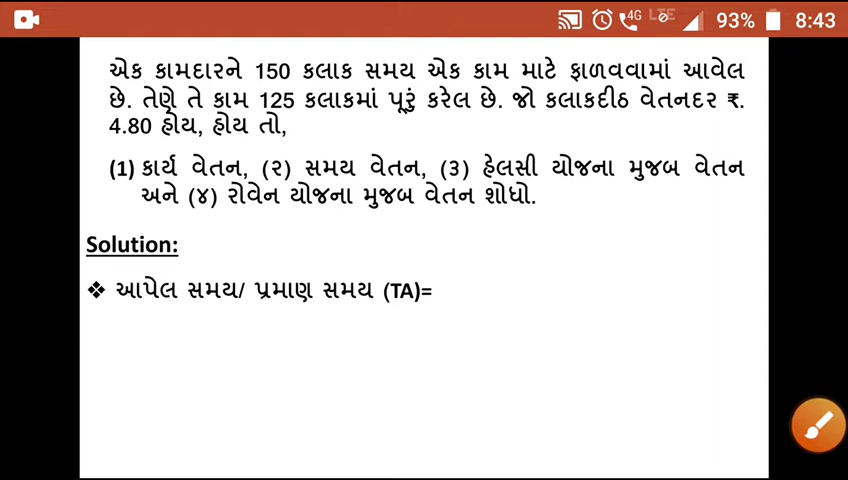 4G LTE 93% 8:43
એક કામદારને 150 કલાક સમય એક કામ માટે ફાળવવામાં આવેલ
છે. તેણે તે કામ 125 કલાકમાં પૂરું કરેલ છે. જો કલાકદીઠ વેતનદર ₹.
4.80 હોય, હોય તો,
(1) કાર્ય વેતન, (૨) સમય વેતન, (૩) હેલસી યોજના મુજબ વેતન
અને (૪) રોવેન યોજના મુજબ વેતન શોધો.
Solution:
❖ આપેલ સમય/ પ્રમાણ સમય (TA)=